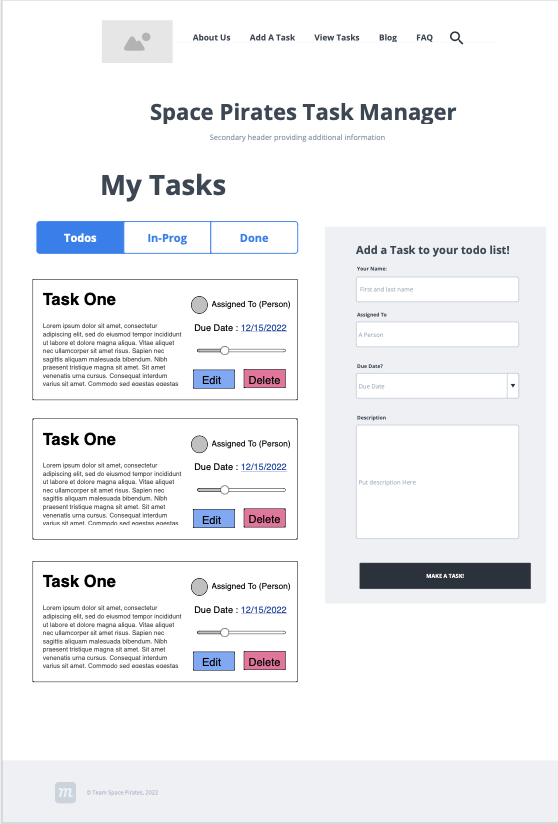 About Us Add A Task View Tasks Blog FAQ
Space Pirates Task Manager
Secondary header providing additional information
My Tasks
Todos In-Prog Done
Task One
Lorem ipsum dolor sit amet, consectetur
adipiscing elit, sed do eiusmod tempor incididunt
ut labore et dolore magna aliqua. Vitae aliquet
nec ullamcorper sit amet risus. Sapien nec
sagittis aliquam malesuada bibendum. Nibh
praesent tristique magna sit amet. Sit amet
venenatis urna cursus. Consequat interdum
varius sit amet. Commodo sed egestas egestas
Assigned To (Person)
Due Date : 12/15/2022
Edit Delete
Task One
Lorem ipsum dolor sit amet, consectetur
adipiscing elit, sed do eiusmod tempor incididunt
ut labore et dolore magna aliqua. Vitae aliquet
nec ullamcorper sit amet risus. Sapien nec
sagittis aliquam malesuada bibendum. Nibh
praesent tristique magna sit amet. Sit amet
venenatis urna cursus. Consequat interdum
varius sit amet. Commodo sed egestas egestas
Assigned To (Person)
Due Date : 12/15/2022
Edit Delete
Task One
Lorem ipsum dolor sit amet, consectetur
adipiscing elit, sed do eiusmod tempor incididunt
ut labore et dolore magna aliqua. Vitae aliquet
nec ullamcorper sit amet risus. Sapien nec
sagittis aliquam malesuada bibendum. Nibh
praesent tristique magna sit amet. Sit amet
venenatis urna cursus. Consequat interdum
varius sit amet. Commodo sed egestas egestas
Assigned To (Person)
Due Date : 12/15/2022
Edit Delete
Add a Task to your todo list!
Your Name:
First and last name
Assigned To
A Person
Due Date?
Due Date
Description
Put description Here
MAKE A TASK!
m © Team Space Pirates, 2022